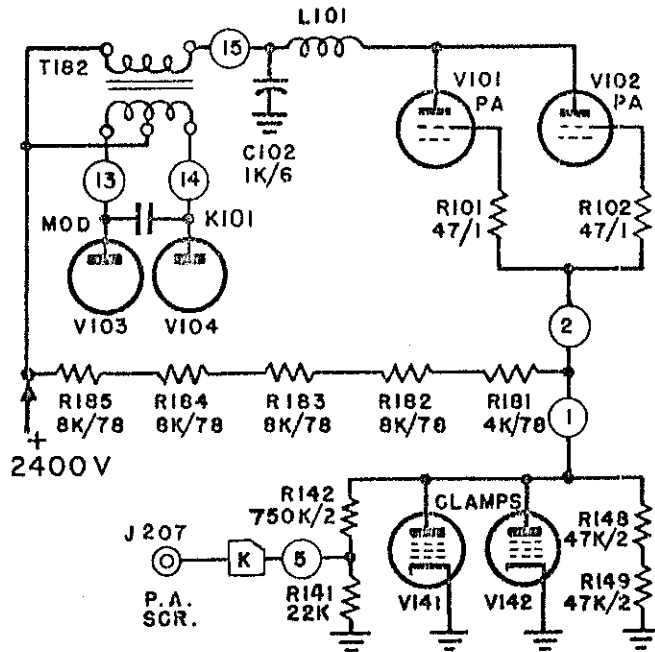 L101
15
T182
V101
PA
V102
PA
C102
1K/6
13
14
MOD
K101
R101
47/1
R102
47/1
V103
V104
2
R185
8K/78
R184
8K/78
R183
8K/78
R182
8K/78
R181
4K/78
1
+
2400V
R142
750K/2
CLAMPS
R148
47K/2
J207
K
5
R141
22K
V141
V142
R149
47K/2
P.A.
SCR.